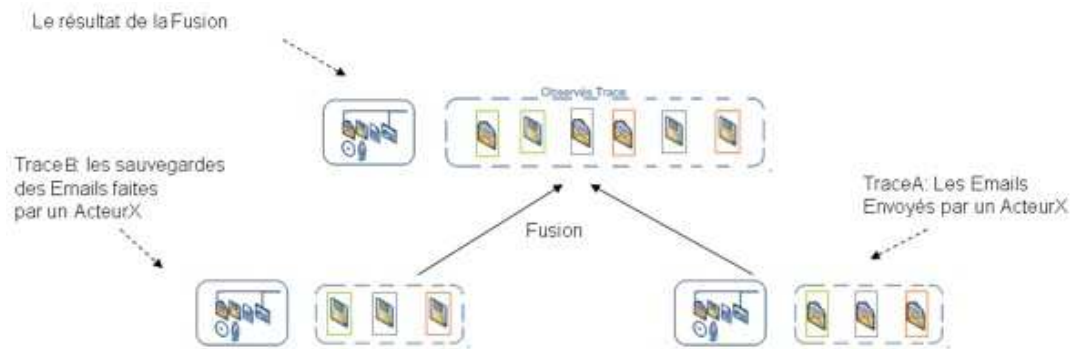 Le résultat de la Fusion
Observés Trace
TraceB: les sauvegardes
des Emails faites
par un ActeurX
TraceA: Les Emails
Envoyés par un ActeurX
Fusion